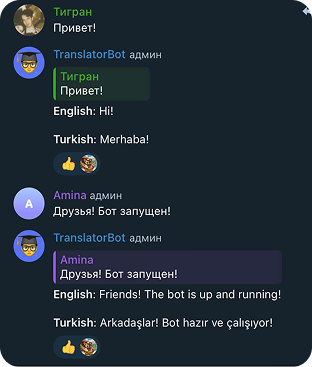 Тигран
Привет!
TranslatorBot админ
Тигран
Привет!
English: Hi!
Turkish: Merhaba!
Amina админ
A
Друзья! Бот запущен!
TranslatorBot админ
Amina
Друзья! Бот запущен!
English: Friends! The bot is up and running!
Turkish: Arkadaşlar! Bot hazır ve çalışıyor!